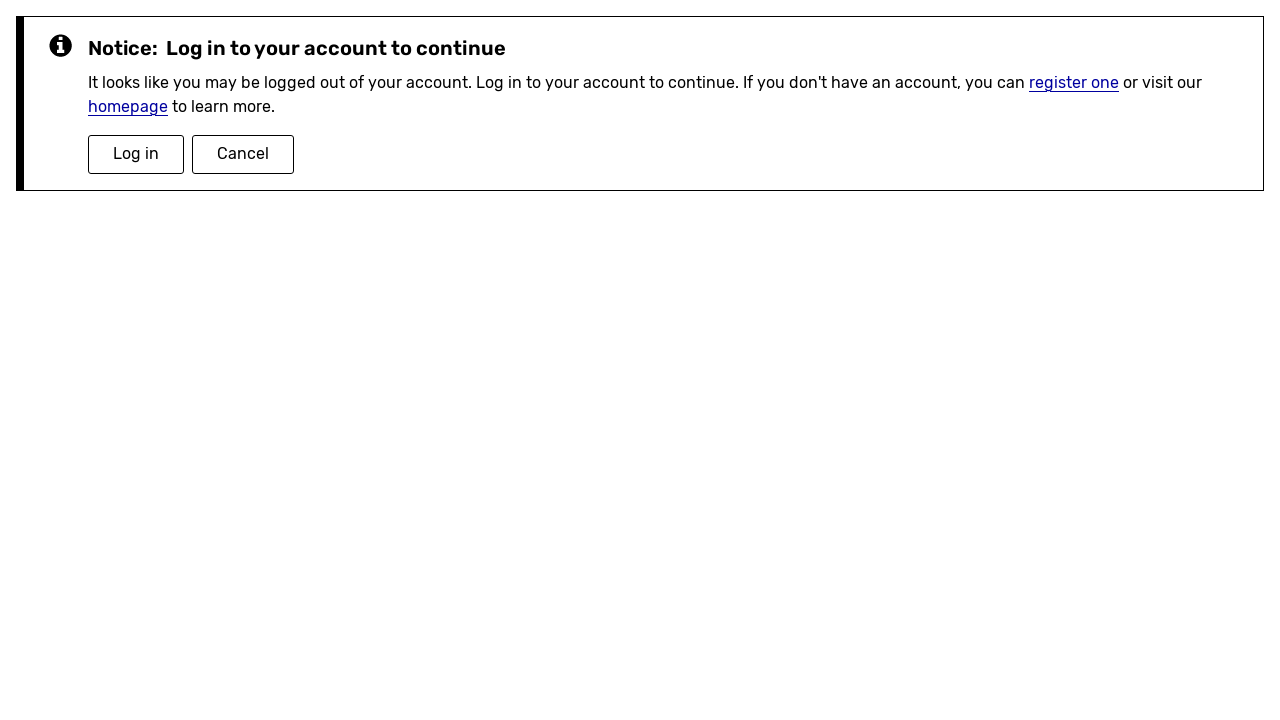 Notice: Log in to your account to continue
It looks like you may be logged out of your account. Log in to your account to continue. If you don't have an account, you can register one or visit our
homepage to learn more.
Log in Cancel